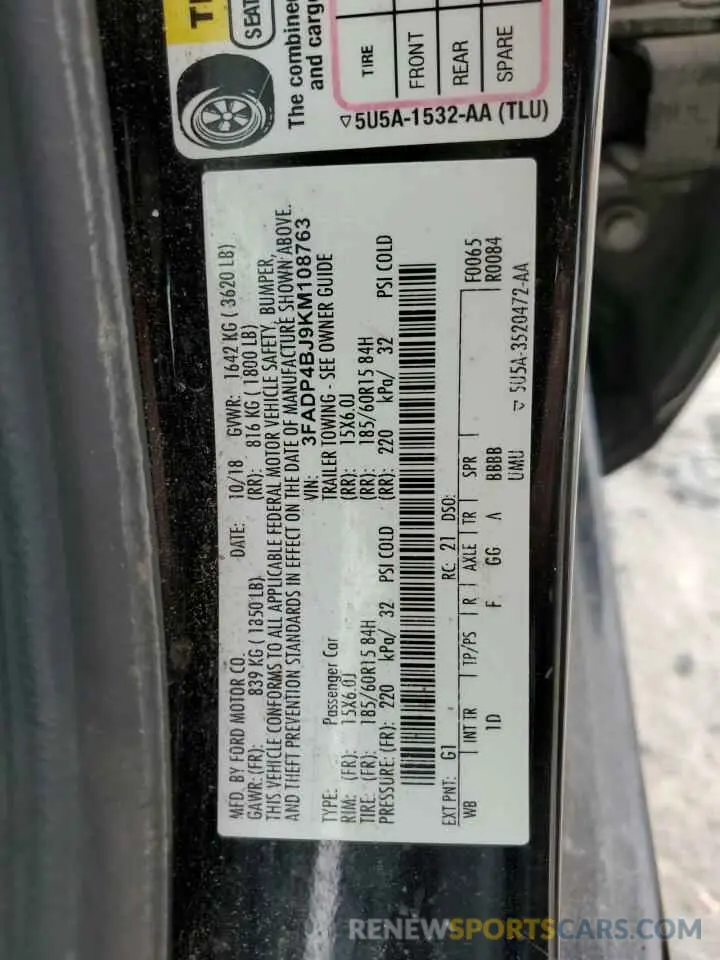 SEAT
The combine
and cargo
TIRE
FRONT
REAR
SPARE
5U5A-1532-AA (TLU)
MFD. BY FORD MOTOR CO. DATE: 10/18 GVWR: 1642 KG ( 3620 LB)
GAWR: (FR): 839 KG ( 1850 LB) (RR): 816 KG ( 1800 LB)
THIS VEHICLE CONFORMS TO ALL APPLICABLE FEDERAL MOTOR VEHICLE SAFETY, BUMPER,
AND THEFT PREVENTION STANDARDS IN EFFECT ON THE DATE OF MANUFACTURE SHOWN ABOVE.
VIN: 3FADP4BJ9KM108763
TYPE: Passenger Car TRAILER TOWING - SEE OWNER GUIDE
RIM: (FR): 15X6.0J (RR): 15X6.0J
TIRE: (FR): 185/60R15 84H (RR): 185/60R15 84H
PRESSURE: (FR): 220 kPa/ 32 PSI COLD (RR): 220 kPa/ 32 PSI COLD
EXT PNT: G1 RC: 21 DSO: F0065
WB INT TR TP/PS R AXLE TR SPR R0084
1D F GG A BBBB
UMU
5U5A-3520472-AA
RENEWSPORTSCARS.COM